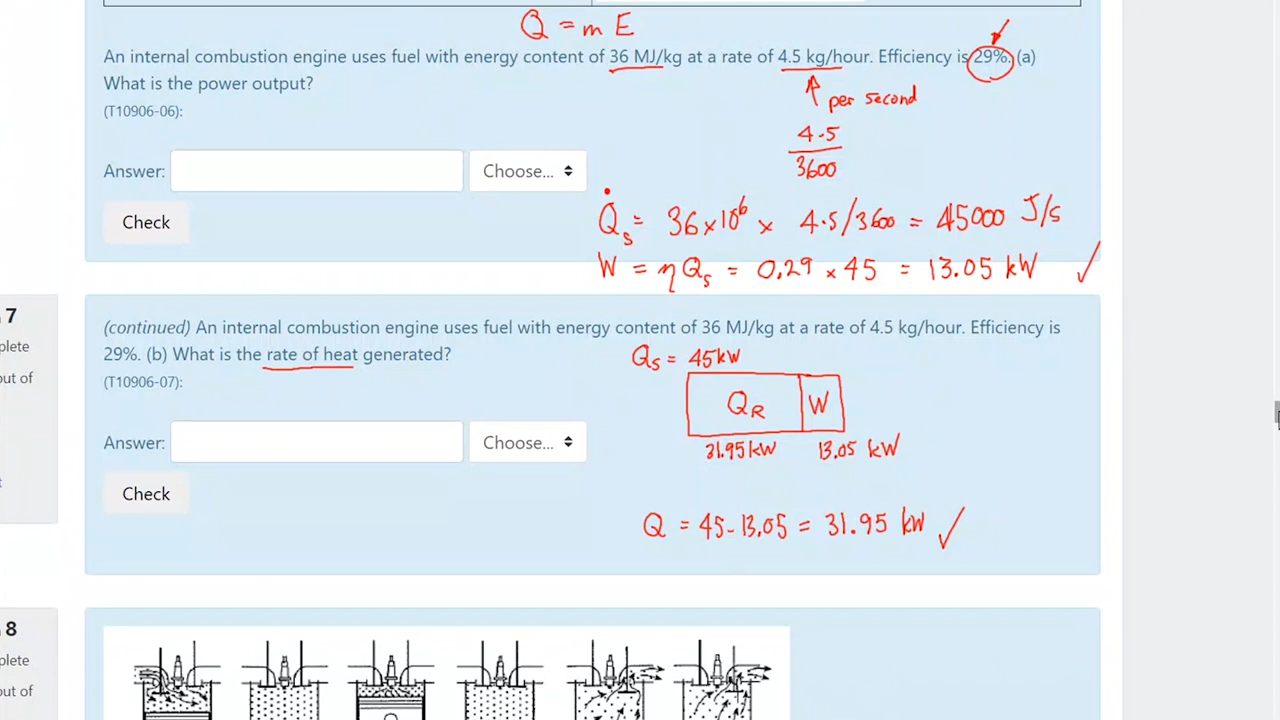 Q = m E
An internal combustion engine uses fuel with energy content of 36 MJ/kg at a rate of 4.5 kg/hour. Efficiency is 29%. (a)
What is the power output?
(T10906-06):
per second
4.5
3600
Answer:
Choose...
Check
Q̇s = 36×10⁶ × 4.5/3600 = 45000 J/s
W = ηQs = 0.29 × 45 = 13.05 kW ✓
7
plete
out of
(continued) An internal combustion engine uses fuel with energy content of 36 MJ/kg at a rate of 4.5 kg/hour. Efficiency is
29%. (b) What is the rate of heat generated?
(T10906-07):
Qs = 45kW
QR W
31.95kW 13.05 kW
Answer:
Choose...
Check
Q = 45-13.05 = 31.95 kW ✓
8
plete
out of